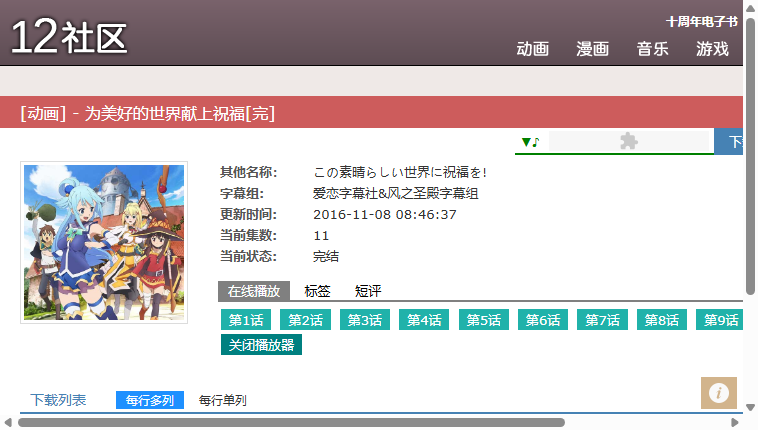 12社区
十周年电子书
动画 漫画 音乐 游戏
[动画] - 为美好的世界献上祝福[完]
▼♪
其他名称: この素晴らしい世界に祝福を!
字幕组: 爱恋字幕社&风之圣殿字幕组
更新时间: 2016-11-08 08:46:37
当前集数: 11
当前状态: 完结
在线播放 标签 短评
第1话 第2话 第3话 第4话 第5话 第6话 第7话 第8话 第9话
关闭播放器
下载列表 每行多列 每行单列